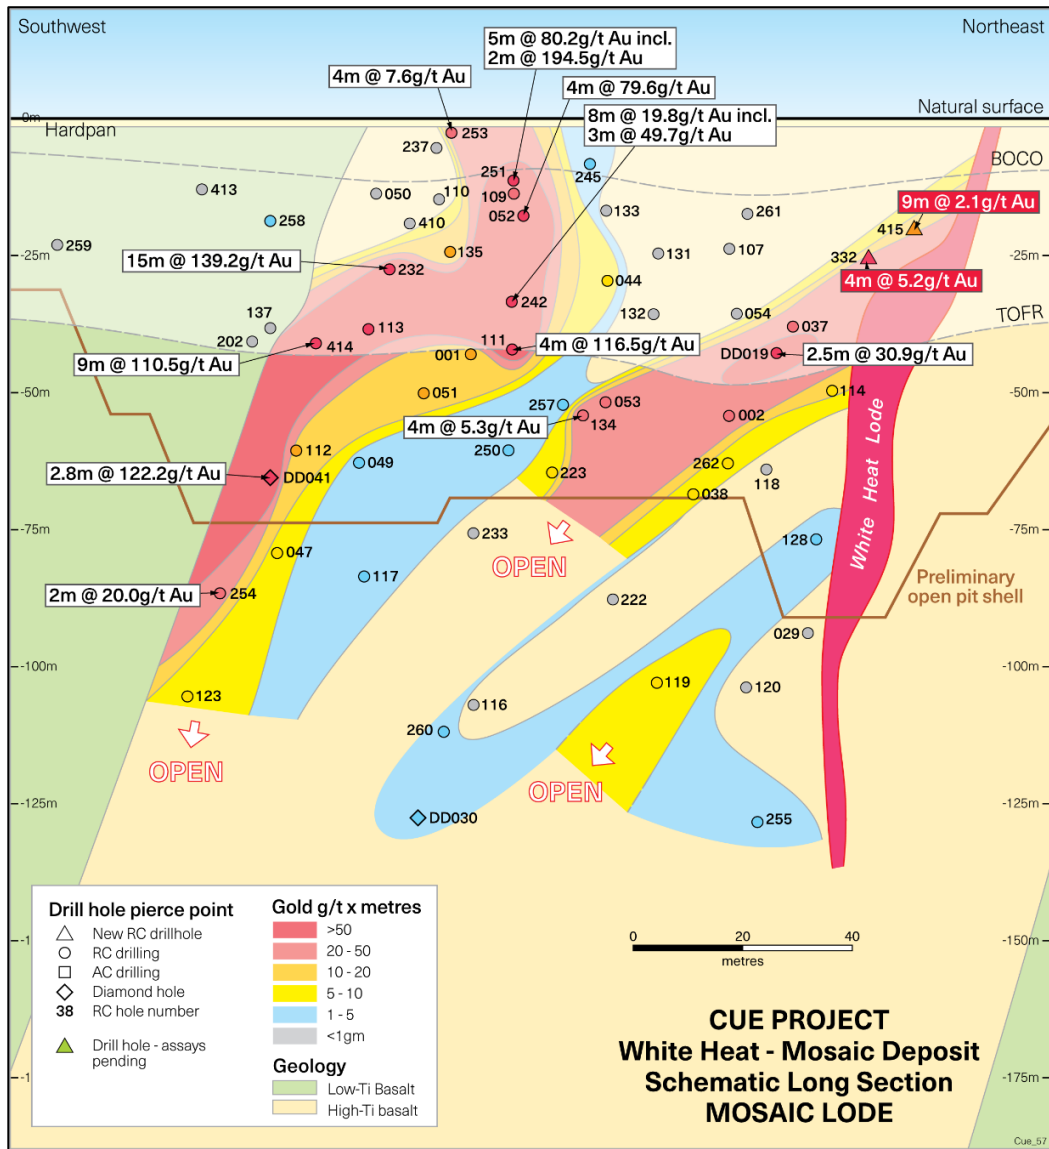 Southwest
Northeast
5m @ 80.2g/t Au incl.
2m @ 194.5g/t Au
4m @ 7.6g/t Au
4m @ 79.6g/t Au
8m @ 19.8g/t Au incl.
3m @ 49.7g/t Au
Natural surface
0m
Hardpan
253
237
BOCO
251
245
413
050
110
109
052
133
261
9m @ 2.1g/t Au
258
410
415
259
135
131
107
-25m
15m @ 139.2g/t Au
232
332
-25m
044
4m @ 5.2g/t Au
242
137
132
054
TOFR
202
414
113
037
111
4m @ 116.5g/t Au
001
DD019
2.5m @ 30.9g/t Au
9m @ 110.5g/t Au
-50m
051
114
-50m
257
053
134
002
4m @ 5.3g/t Au
112
049
250
262
White Heat Lode
2.8m @ 122.2g/t Au
DD041
223
118
038
-75m
233
-75m
047
128
OPEN
117
Preliminary
open pit shell
2m @ 20.0g/t Au
254
222
029
-100m
-100m
123
119
120
116
260
OPEN
OPEN
-125m
DD030
255
-125m
Drill hole pierce point
New RC drillhole
RC drilling
AC drilling
Diamond hole
38 RC hole number
Drill hole - assays
pending
Gold g/t x metres
>50
20 - 50
10 - 20
5 - 10
1 - 5
<1gm
Geology
Low-Ti Basalt
High-Ti basalt
-1
-1
0
20
40
metres
-150m
-175m
CUE PROJECT
White Heat - Mosaic Deposit
Schematic Long Section
MOSAIC LODE
Cue_57